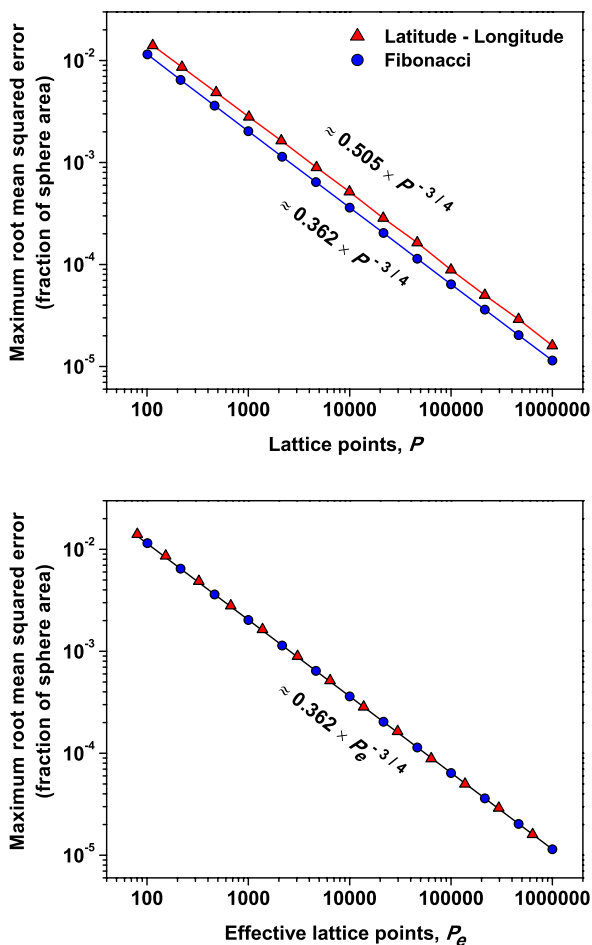 Maximum root mean squared error
(fraction of sphere area)
10-2
10-3
10-4
10-5
Latitude - Longitude
Fibonacci
≈ 0.505 × P -3/4
≈ 0.362 × P -3/4
100 1000 10000 100000 1000000
Lattice points, P
Maximum root mean squared error
(fraction of sphere area)
10-2
10-3
10-4
10-5
≈ 0.362 × Pe -3/4
100 1000 10000 100000 1000000
Effective lattice points, Pe